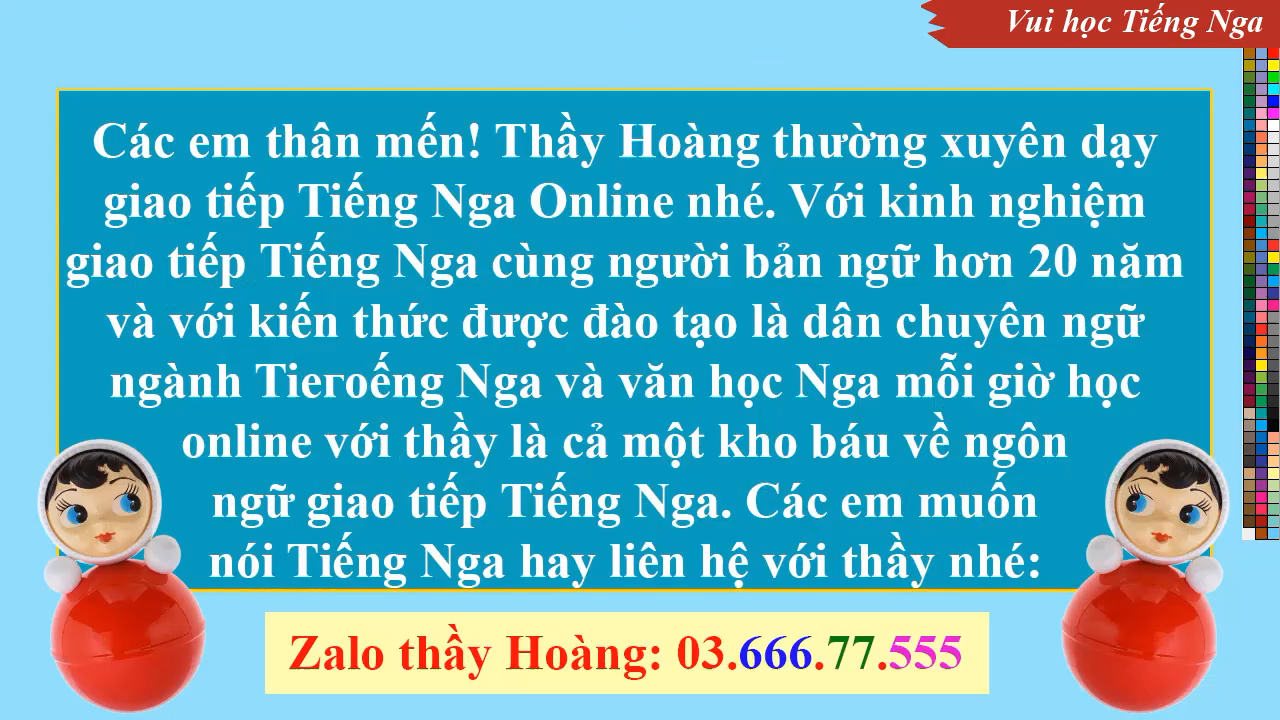 Vui học Tiếng Nga
Các em thân mến! Thầy Hoàng thường xuyên dạy
giao tiếp Tiếng Nga Online nhé. Với kinh nghiệm
giao tiếp Tiếng Nga cùng người bản ngữ hơn 20 năm
và với kiến thức được đào tạo là dân chuyên ngữ
ngành Tiегоếng Nga và văn học Nga mỗi giờ học
online với thầy là cả một kho báu về ngôn
ngữ giao tiếp Tiếng Nga. Các em muốn
nói Tiếng Nga hay liên hệ với thầy nhé:
Zalo thầy Hoàng: 03.666.77.555